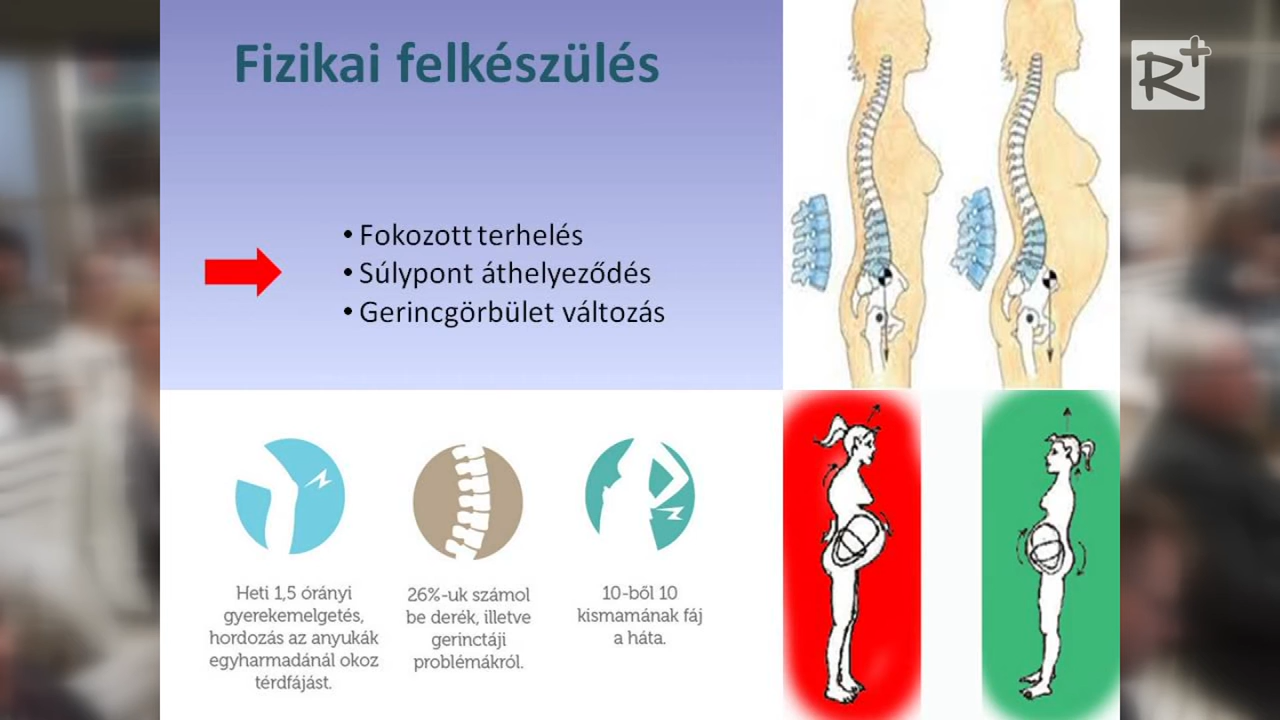 Fizikai felkészülés
R+
• Fokozott terhelés
• Súlypont áthelyeződés
• Gerincgörbület változás
Heti 1,5 órányi
gyerekemelgetés,
hordozás az anyukák
egyharmadánál okoz
térdfájást.
26%-uk számol
be derék, illetve
gerinctáji
problémákról.
10-ből 10
kismamának fáj
a háta.